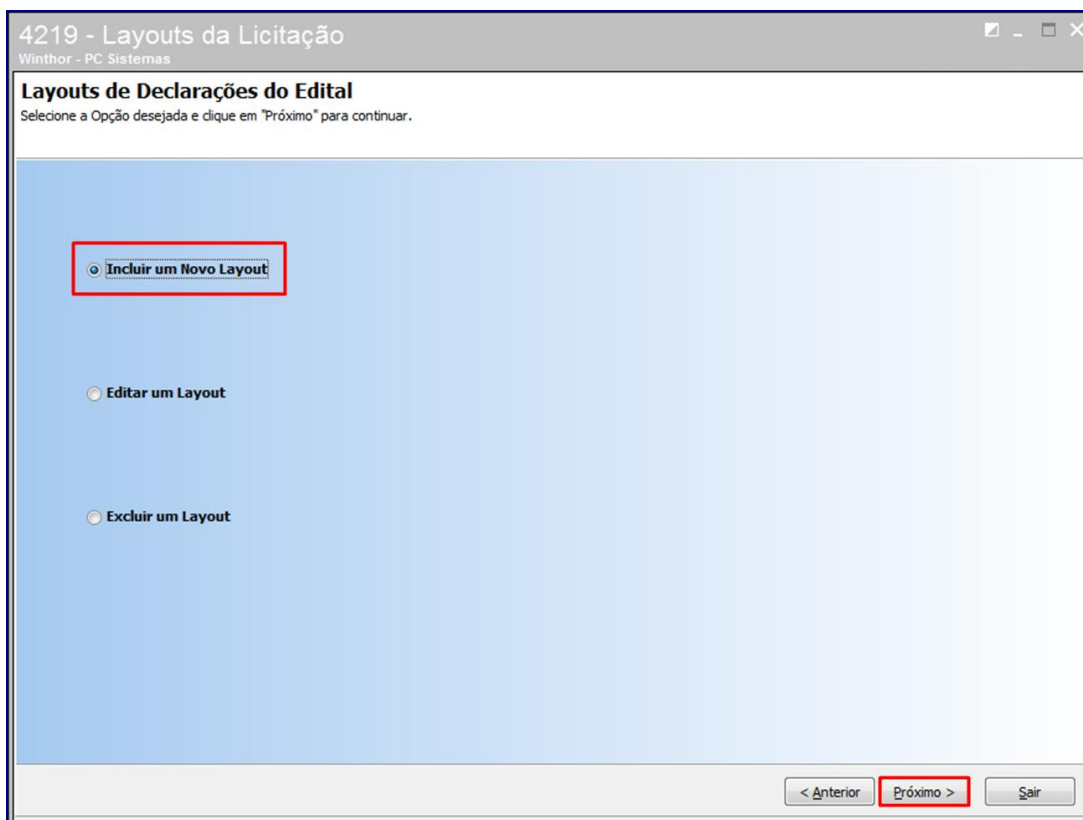 4219 - Layouts da Licitação
Winthor - PC Sistemas
Layouts de Declarações do Edital
Selecione a Opção desejada e clique em "Próximo" para continuar.
Incluir um Novo Layout
Editar um Layout
Excluir um Layout
< Anterior Próximo > Sair